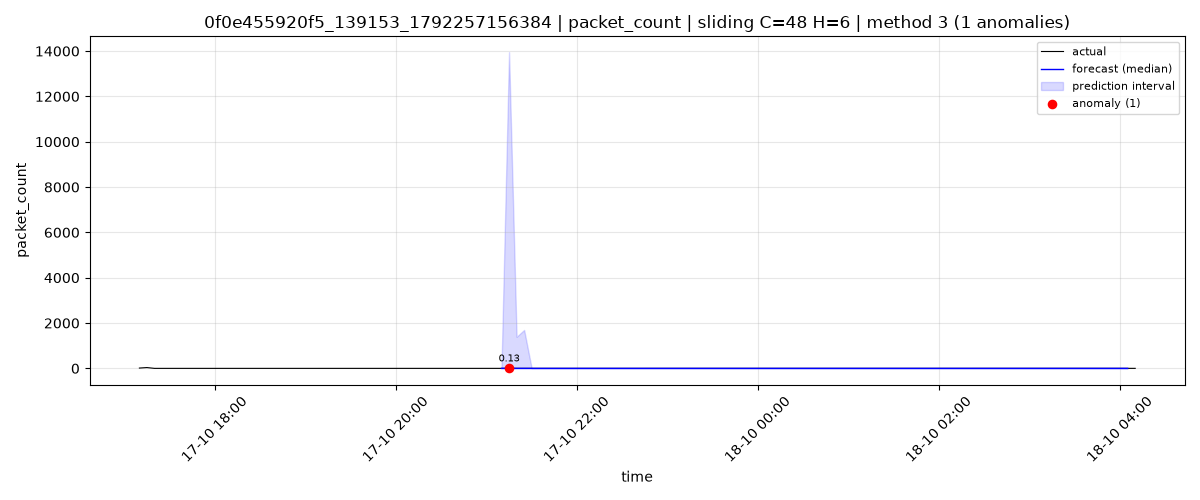 0f0e455920f5_139153_1792257156384 | packet_count | sliding C=48 H=6 | method 3 (1 anomalies)
actual
forecast (median)
prediction interval
anomaly (1)
packet_count
14000
12000
10000
8000
6000
4000
2000
0
0.13
17-10 18:00
17-10 20:00
17-10 22:00
18-10 00:00
18-10 02:00
18-10 04:00
time